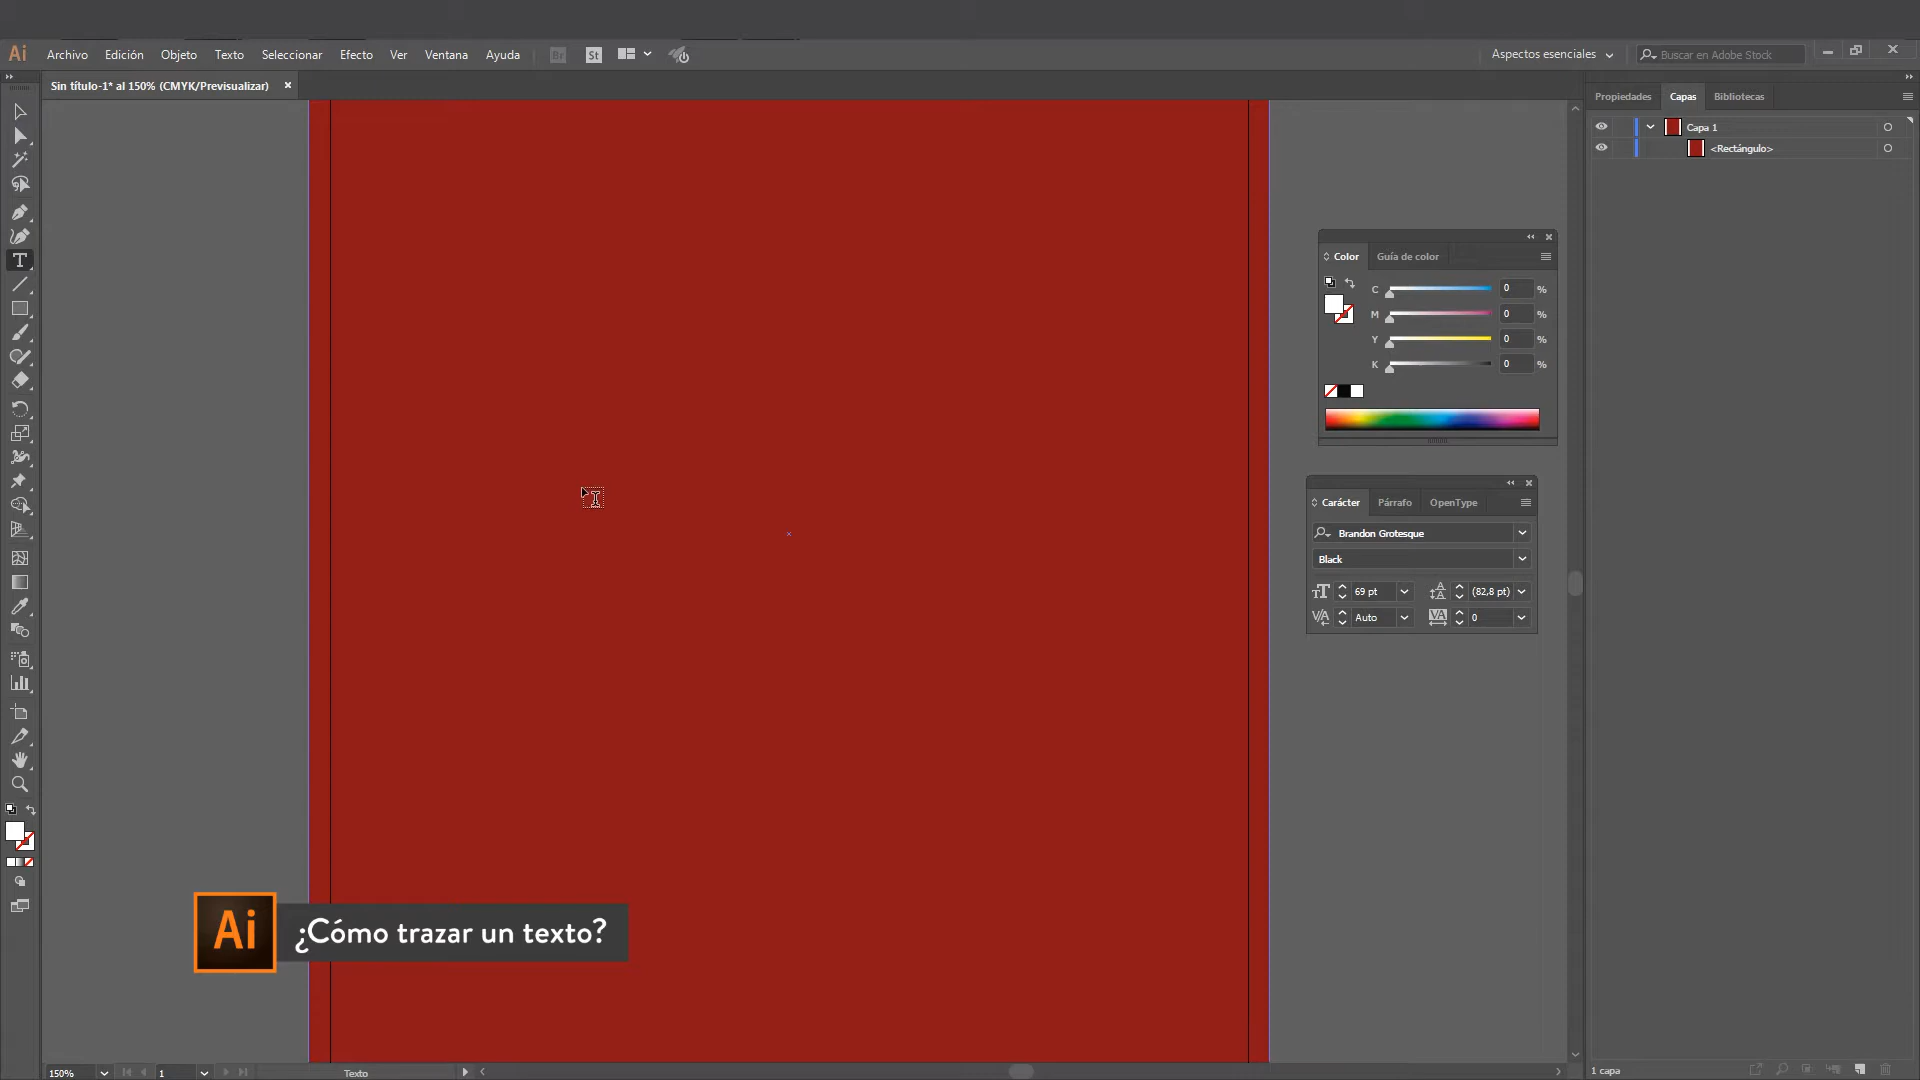 Ai Archivo Edición Objeto Texto Seleccionar Efecto Ver Ventana Ayuda Br St Aspectos esenciales Buscar en Adobe Stock
Sin título-1* al 150% (CMYK/Previsualizar)
Propiedades Capas Bibliotecas
Capa 1
<Rectángulo>
Color Guía de color
C 0 %
M 0 %
Y 0 %
K 0 %
Carácter Párrafo OpenType
Brandon Grotesque
Black
69 pt (82,8 pt)
Auto 0
Ai ¿Cómo trazar un texto?
150% 1 Texto
1 capa